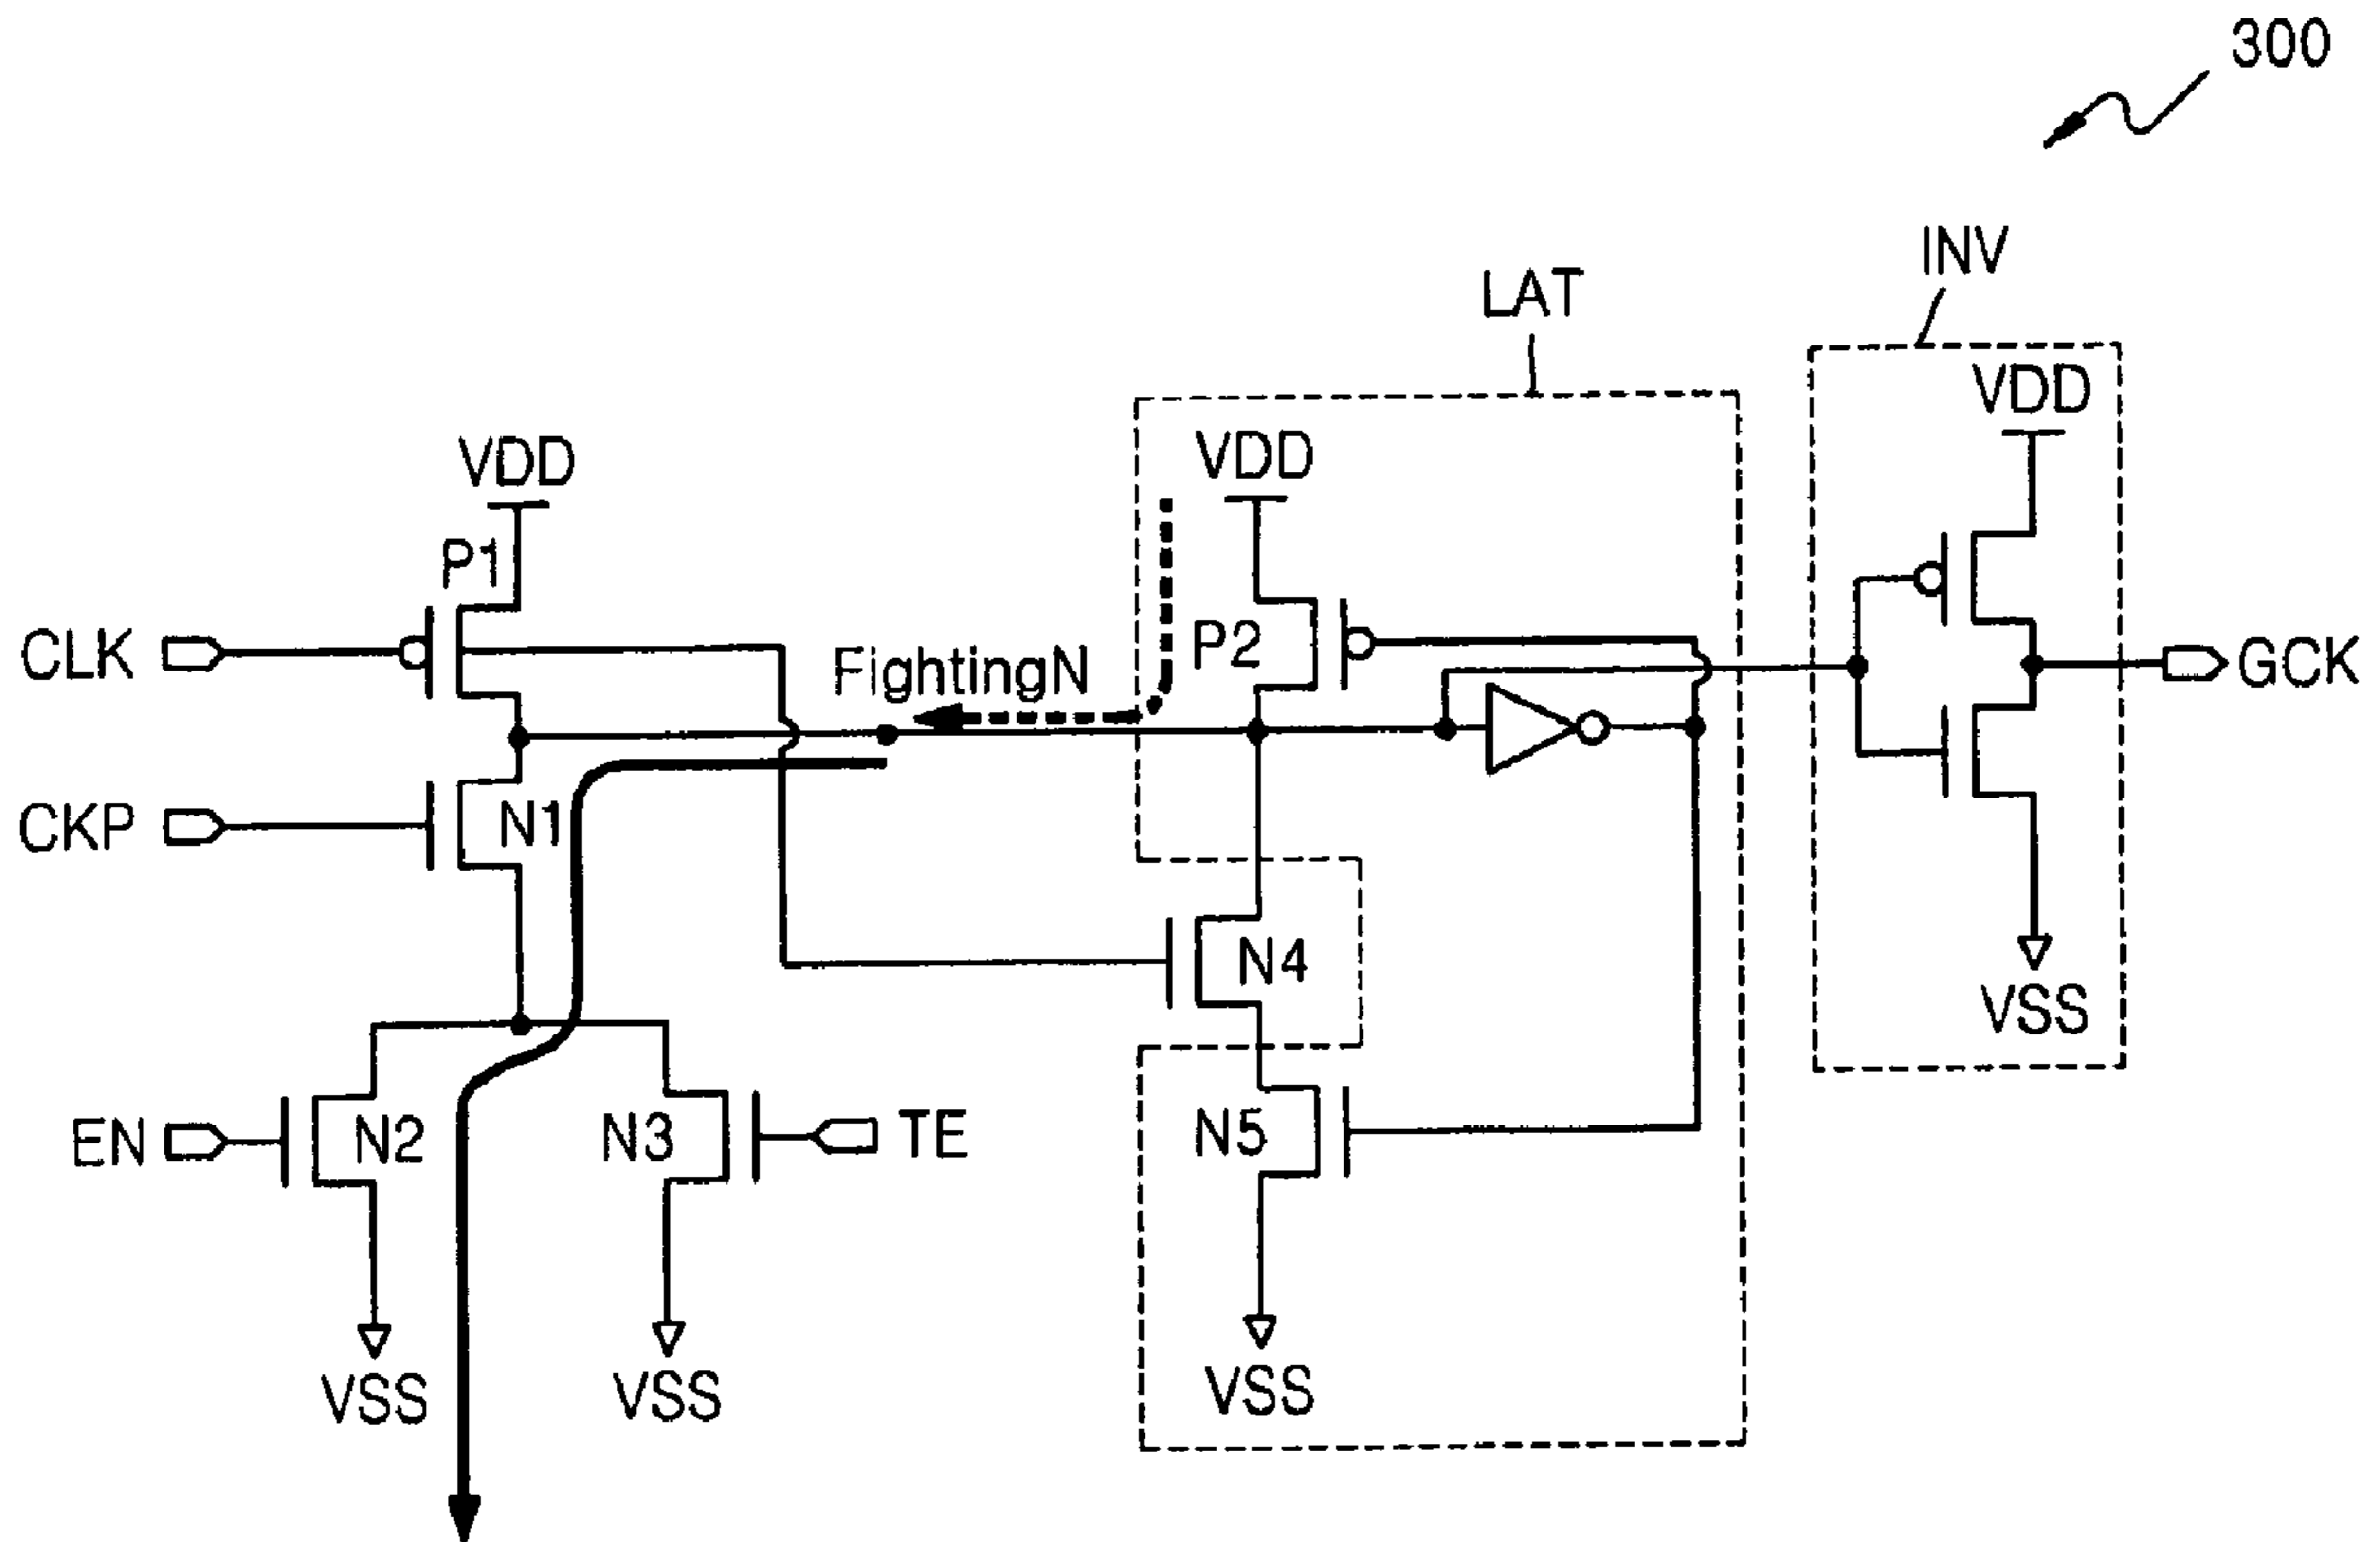 300
INV
LAT
VDD
VDD
VDD
P1
CLK
FightingN
P2
GCK
CKP
N1
N4
VSS
EN
N2
N3
TE
N5
VSS
VSS
VSS